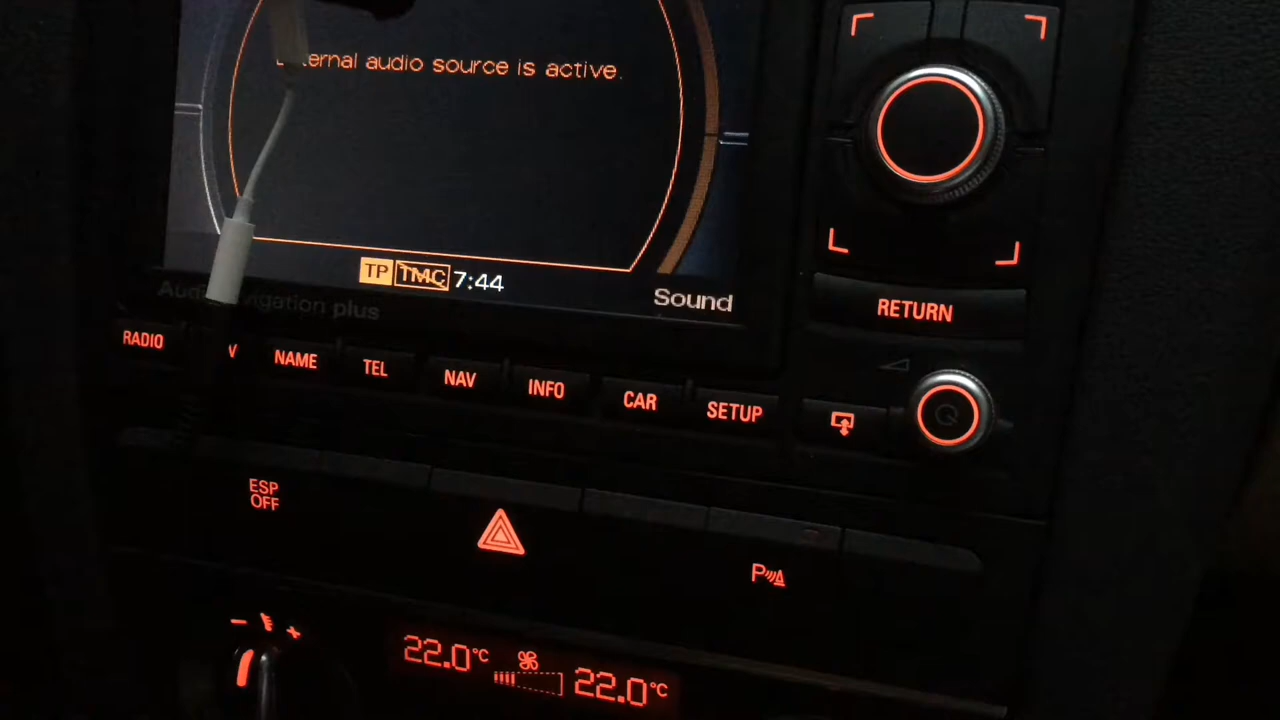 ernal audio source is active.
TP TMC 7:44
Sound
Audi navigation plus
RETURN
RADIO
NAME
TEL
NAV
INFO
CAR
SETUP
ESP
OFF
P
- +
22.0°C
22.0°C